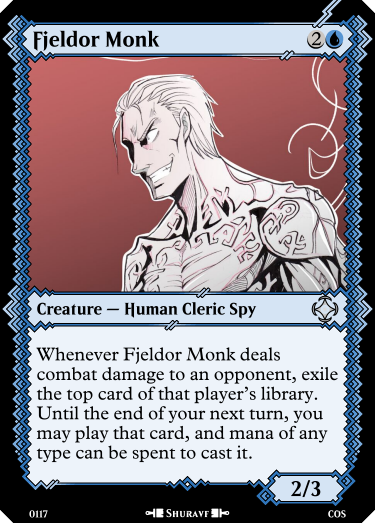 Fjeldor Monk 2
Creature — Human Cleric Spy
Whenever Fjeldor Monk deals
combat damage to an opponent, exile
the top card of that player's library.
Until the end of your next turn, you
may play that card, and mana of any
type can be spent to cast it.
2/3
0117 Shurayf COS